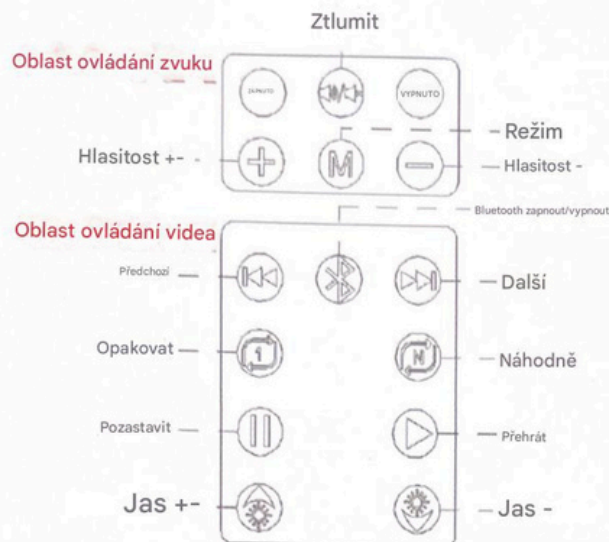 Ztlumit
Oblast ovládání zvuku
ZAPNUTO
VYPNUTO
Režim
Hlasitost +-
M
Hlasitost -
Bluetooth zapnout/vypnout
Oblast ovládání videa
Předchozí
Další
Opakovat
1
N
Náhodně
Pozastavit
Přehrát
Jas +-
Jas -